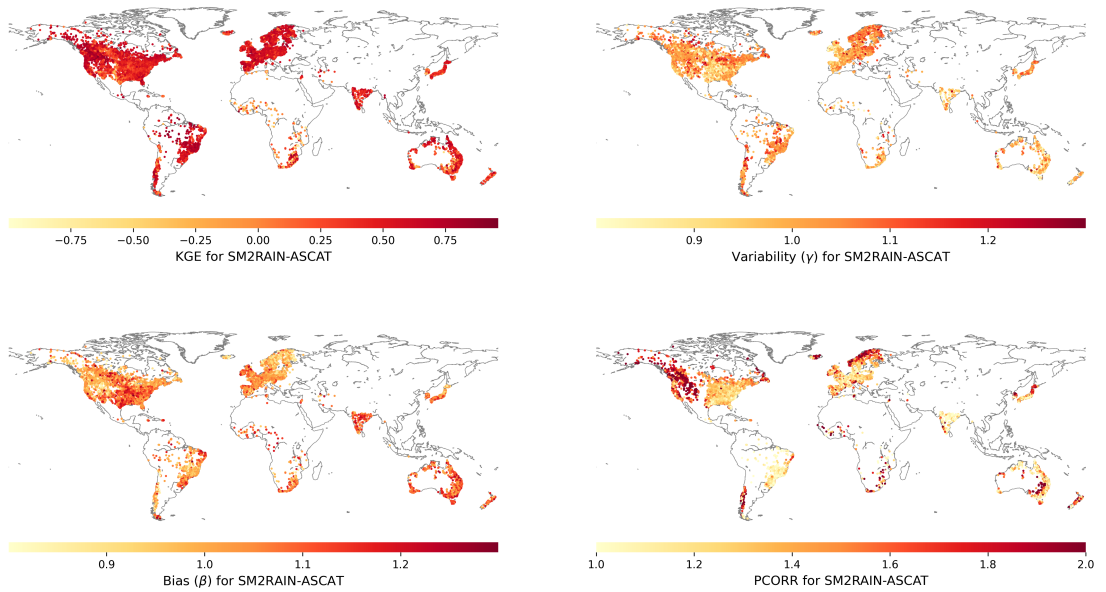 −0.75 −0.50 −0.25 0.00 0.25 0.50 0.75
KGE for SM2RAIN-ASCAT
0.9 1.0 1.1 1.2
Variability (γ) for SM2RAIN-ASCAT
0.9 1.0 1.1 1.2
Bias (β) for SM2RAIN-ASCAT
1.0 1.2 1.4 1.6 1.8 2.0
PCORR for SM2RAIN-ASCAT